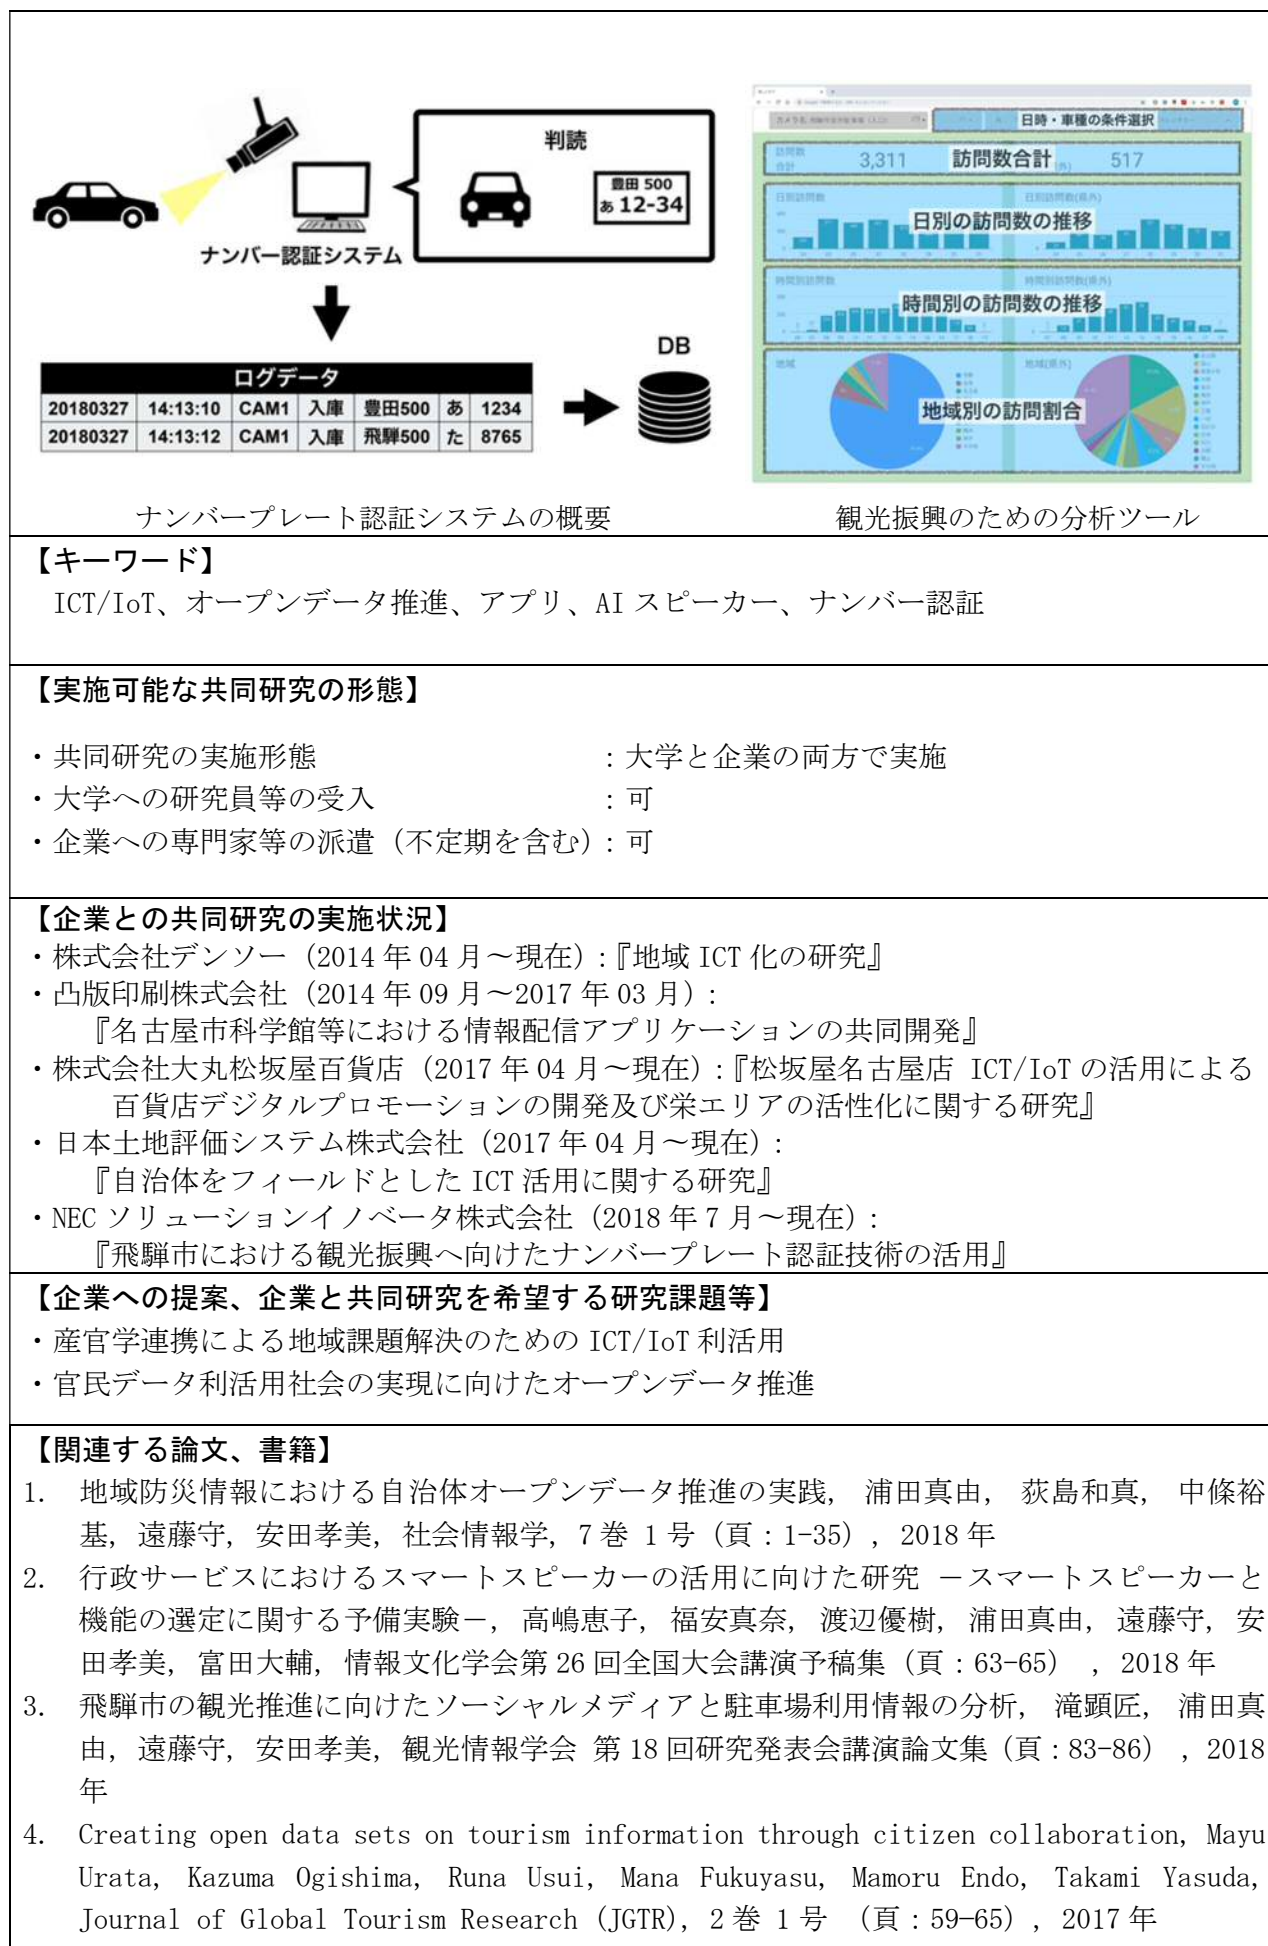 判読
豊田 500
あ 12-34
ナンバー認証システム
DB
ログデータ
20180327 14:13:10 CAM1 入庫 豊田500 あ 1234
20180327 14:13:12 CAM1 入庫 飛騨500 た 8765
ナンバープレート認証システムの概要
日時・車種の条件選択
訪問数
合計
3,311
訪問数合計
517
日別訪問数
日別訪問数(県外)
日別の訪問数の推移
時間別訪問数
時間別訪問数(県外)
時間別の訪問数の推移
地域
地域(県外)
地域別の訪問割合
観光振興のための分析ツール
【キーワード】
ICT/IoT、オープンデータ推進、アプリ、AI スピーカー、ナンバー認証
【実施可能な共同研究の形態】
・共同研究の実施形態 : 大学と企業の両方で実施
・大学への研究員等の受入 : 可
・企業への専門家等の派遣（不定期を含む）: 可
【企業との共同研究の実施状況】
・株式会社デンソー（2014 年 04 月～現在）:『地域 ICT 化の研究』
・凸版印刷株式会社（2014 年 09 月～2017 年 03 月）:
『名古屋市科学館等における情報配信アプリケーションの共同開発』
・株式会社大丸松坂屋百貨店（2017 年 04 月～現在）:『松坂屋名古屋店 ICT/IoT の活用による
百貨店デジタルプロモーションの開発及び栄エリアの活性化に関する研究』
・日本土地評価システム株式会社（2017 年 04 月～現在）:
『自治体をフィールドとした ICT 活用に関する研究』
・NEC ソリューションイノベータ株式会社（2018 年 7 月～現在）:
『飛騨市における観光振興へ向けたナンバープレート認証技術の活用』
【企業への提案、企業と共同研究を希望する研究課題等】
・産官学連携による地域課題解決のための ICT/IoT 利活用
・官民データ利活用社会の実現に向けたオープンデータ推進
【関連する論文、書籍】
1. 地域防災情報における自治体オープンデータ推進の実践, 浦田真由, 荻島和真, 中條裕
基, 遠藤守, 安田孝美, 社会情報学, 7 巻 1 号（頁：1-35）, 2018 年
2. 行政サービスにおけるスマートスピーカーの活用に向けた研究 －スマートスピーカーと
機能の選定に関する予備実験－, 高嶋恵子, 福安真奈, 渡辺優樹, 浦田真由, 遠藤守, 安
田孝美, 富田大輔, 情報文化学会第 26 回全国大会講演予稿集（頁：63-65） , 2018 年
3. 飛騨市の観光推進に向けたソーシャルメディアと駐車場利用情報の分析, 滝顕匠, 浦田真
由, 遠藤守, 安田孝美, 観光情報学会 第 18 回研究発表会講演論文集（頁：83-86） , 2018
年
4. Creating open data sets on tourism information through citizen collaboration, Mayu
Urata, Kazuma Ogishima, Runa Usui, Mana Fukuyasu, Mamoru Endo, Takami Yasuda,
Journal of Global Tourism Research (JGTR), 2 巻 1 号 （頁：59-65）, 2017 年